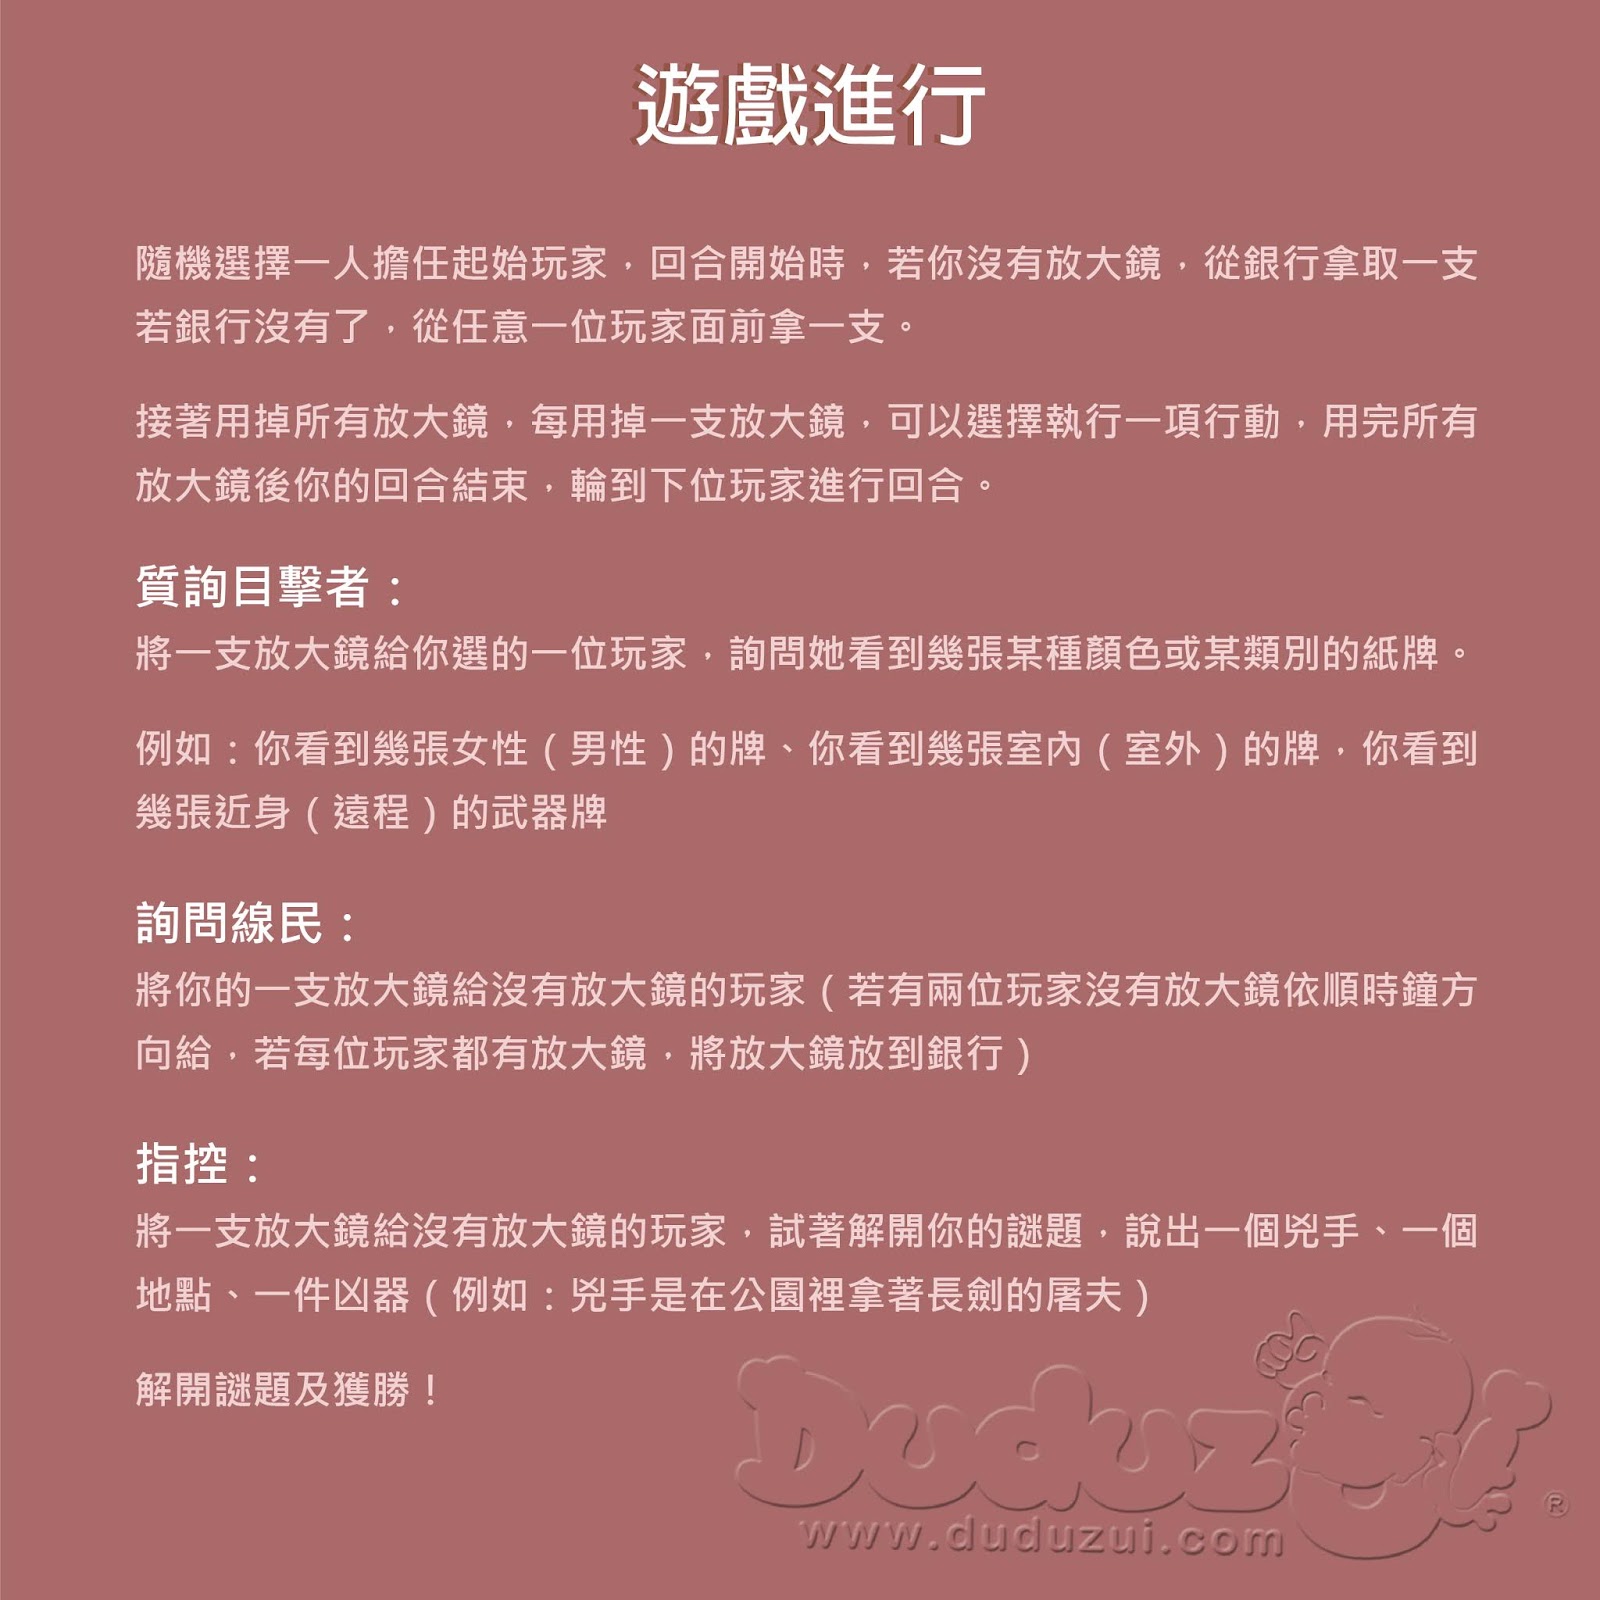 遊戲進行
隨機選擇一人擔任起始玩家，回合開始時，若你沒有放大鏡，從銀行拿取一支
若銀行沒有了，從任意一位玩家面前拿一支。
接著用掉所有放大鏡，每用掉一支放大鏡，可以選擇執行一項行動，用完所有
放大鏡後你的回合結束，輪到下位玩家進行回合。
質詢目擊者：
將一支放大鏡給你選的一位玩家，詢問她看到幾張某種顏色或某類別的紙牌。
例如：你看到幾張女性（男性）的牌、你看到幾張室內（室外）的牌，你看到
幾張近身（遠程）的武器牌
詢問線民：
將你的一支放大鏡給沒有放大鏡的玩家（若有兩位玩家沒有放大鏡依順時鐘方
向給，若每位玩家都有放大鏡，將放大鏡放到銀行）
指控：
將一支放大鏡給沒有放大鏡的玩家，試著解開你的謎題，說出一個兇手、一個
地點、一件凶器（例如：兇手是在公園裡拿著長劍的屠夫）
解開謎題及獲勝！
Duduzui ®
www.duduzui.com